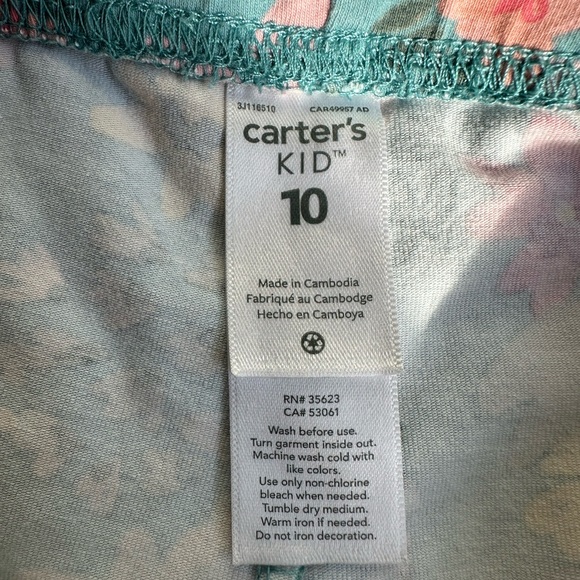 3J116510 CAR49957 AD
carter's
KID™
10
Made in Cambodia
Fabriqué au Cambodge
Hecho en Camboya
RN# 35623
CA# 53061
Wash before use.
Turn garment inside out.
Machine wash cold with
like colors.
Use only non-chlorine
bleach when needed.
Tumble dry medium.
Warm iron if needed.
Do not iron decoration.